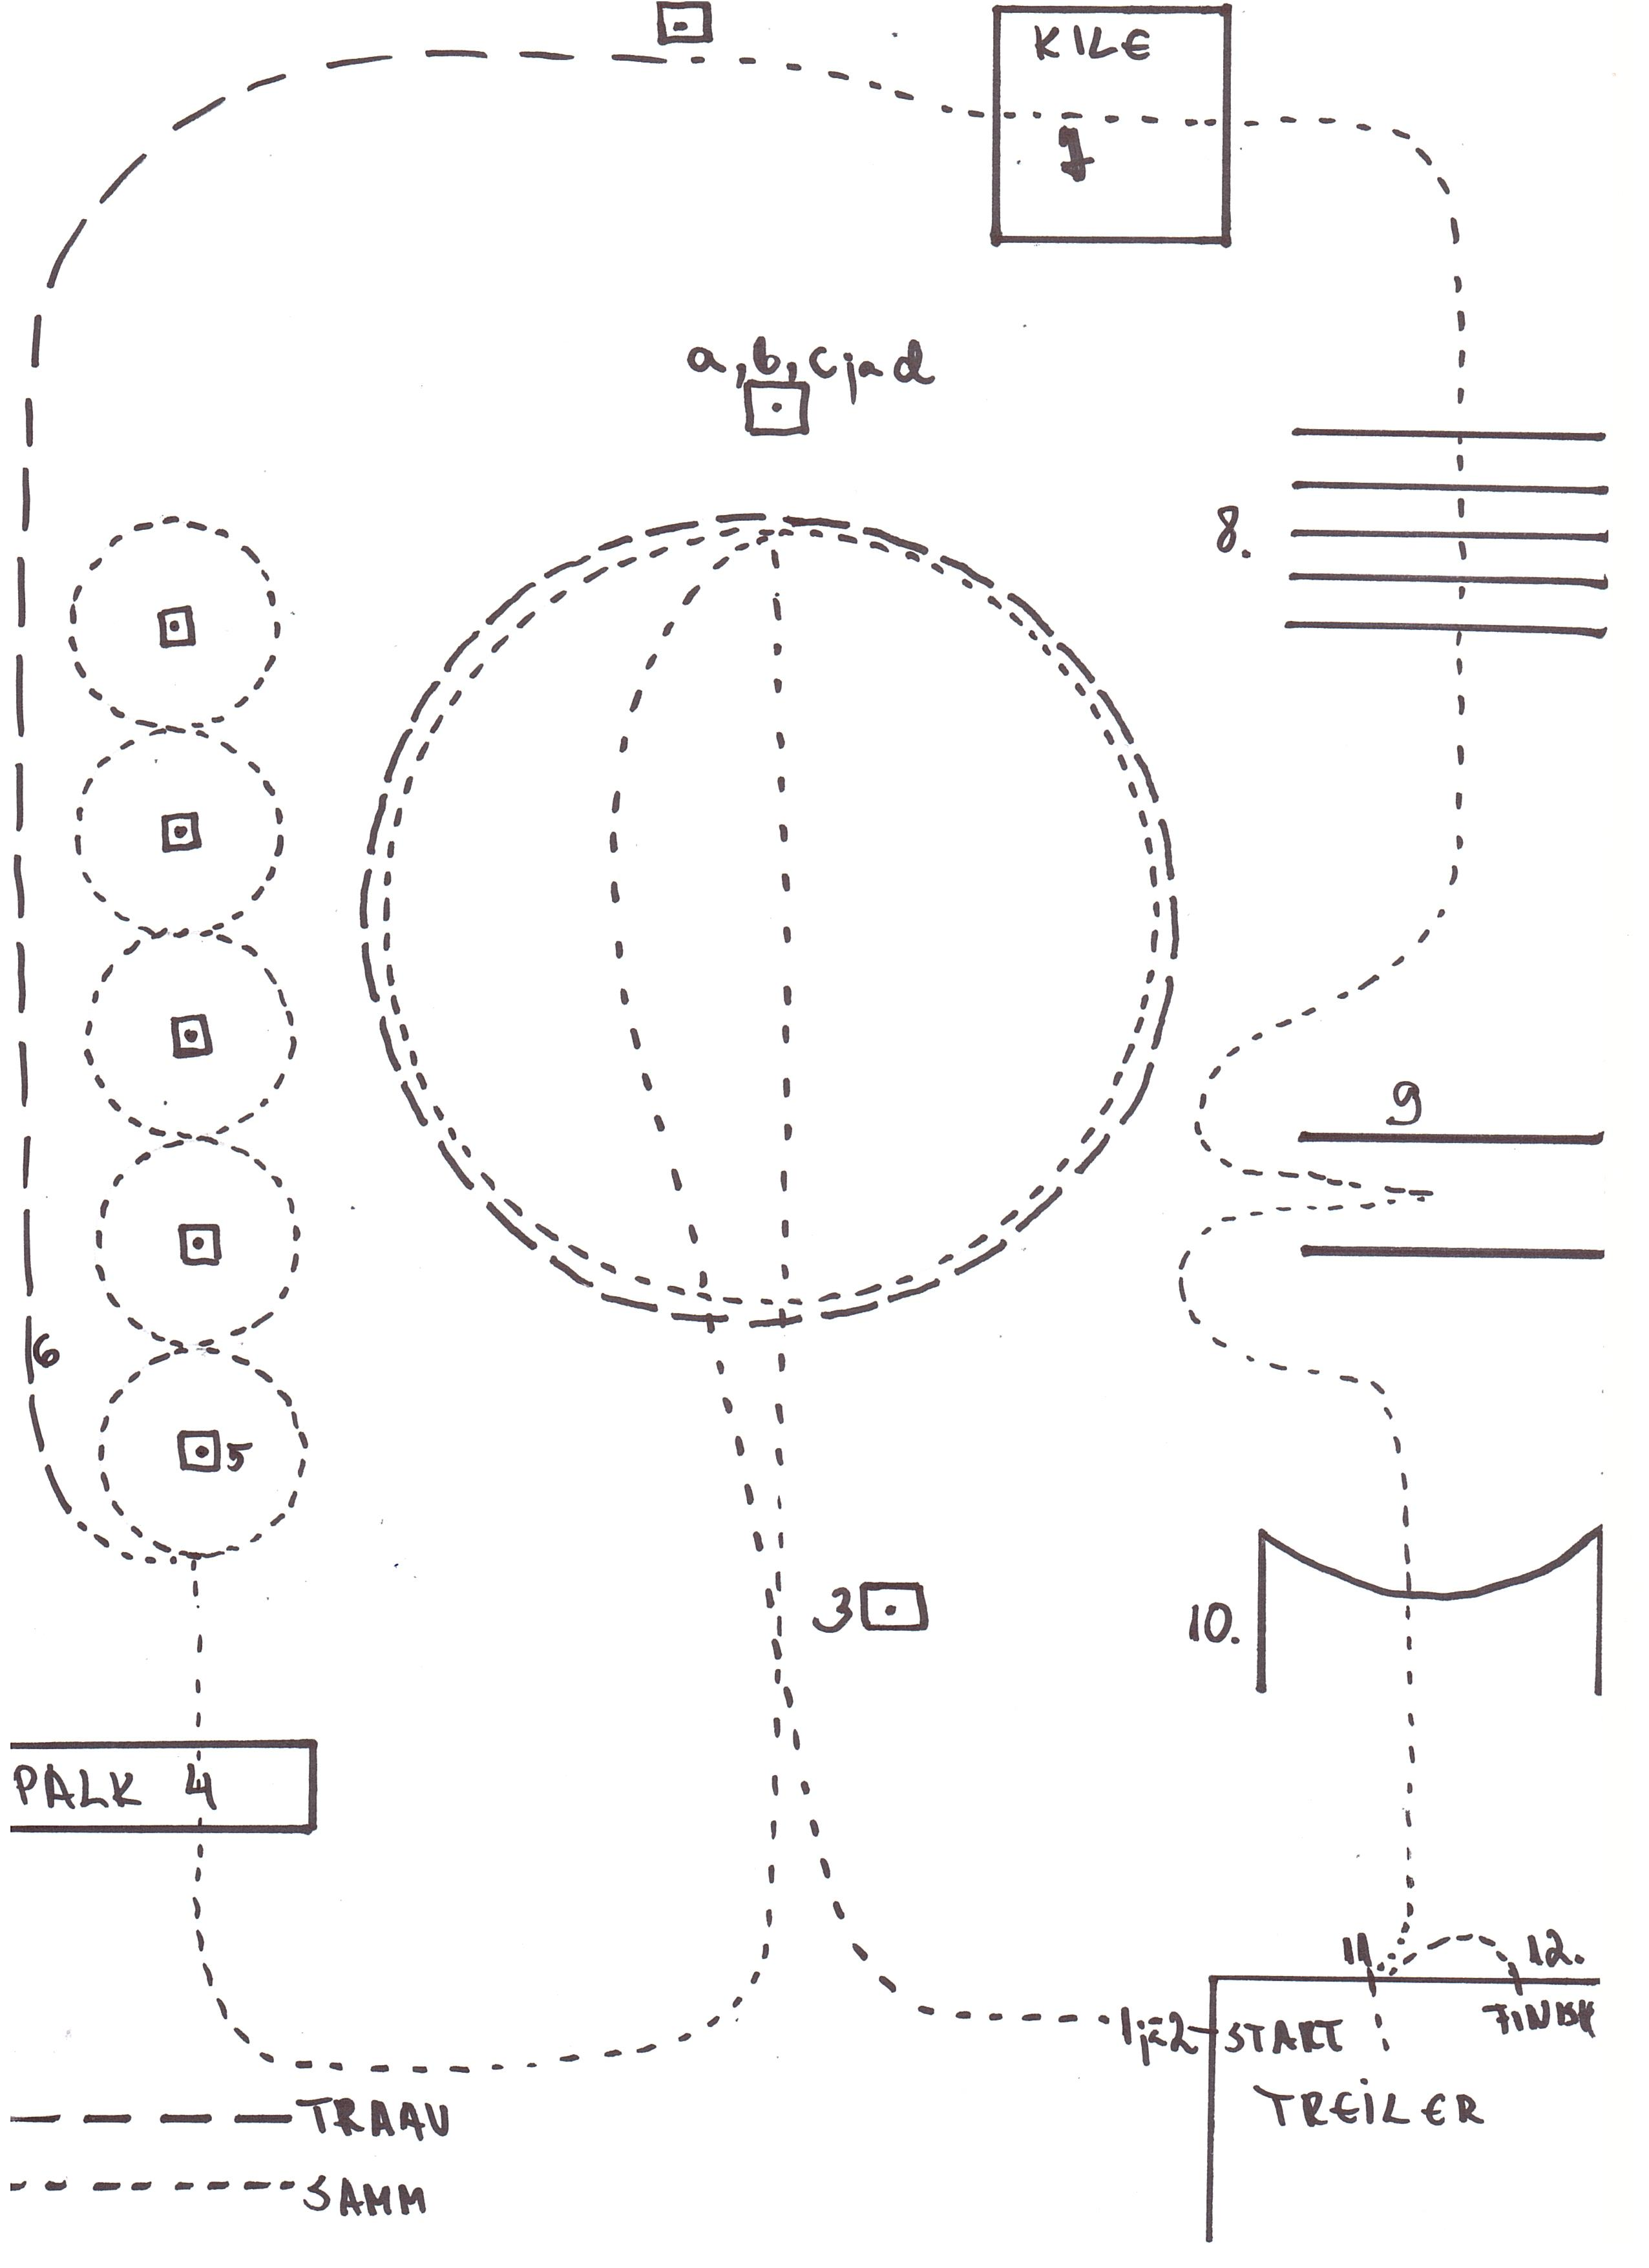 KILE
7
a, b, c ja d
8.
9
6
5
3
10.
PALK 4
11
12.
1 ja 2
START
FINISH
TREILER
TRAAV
SAMM